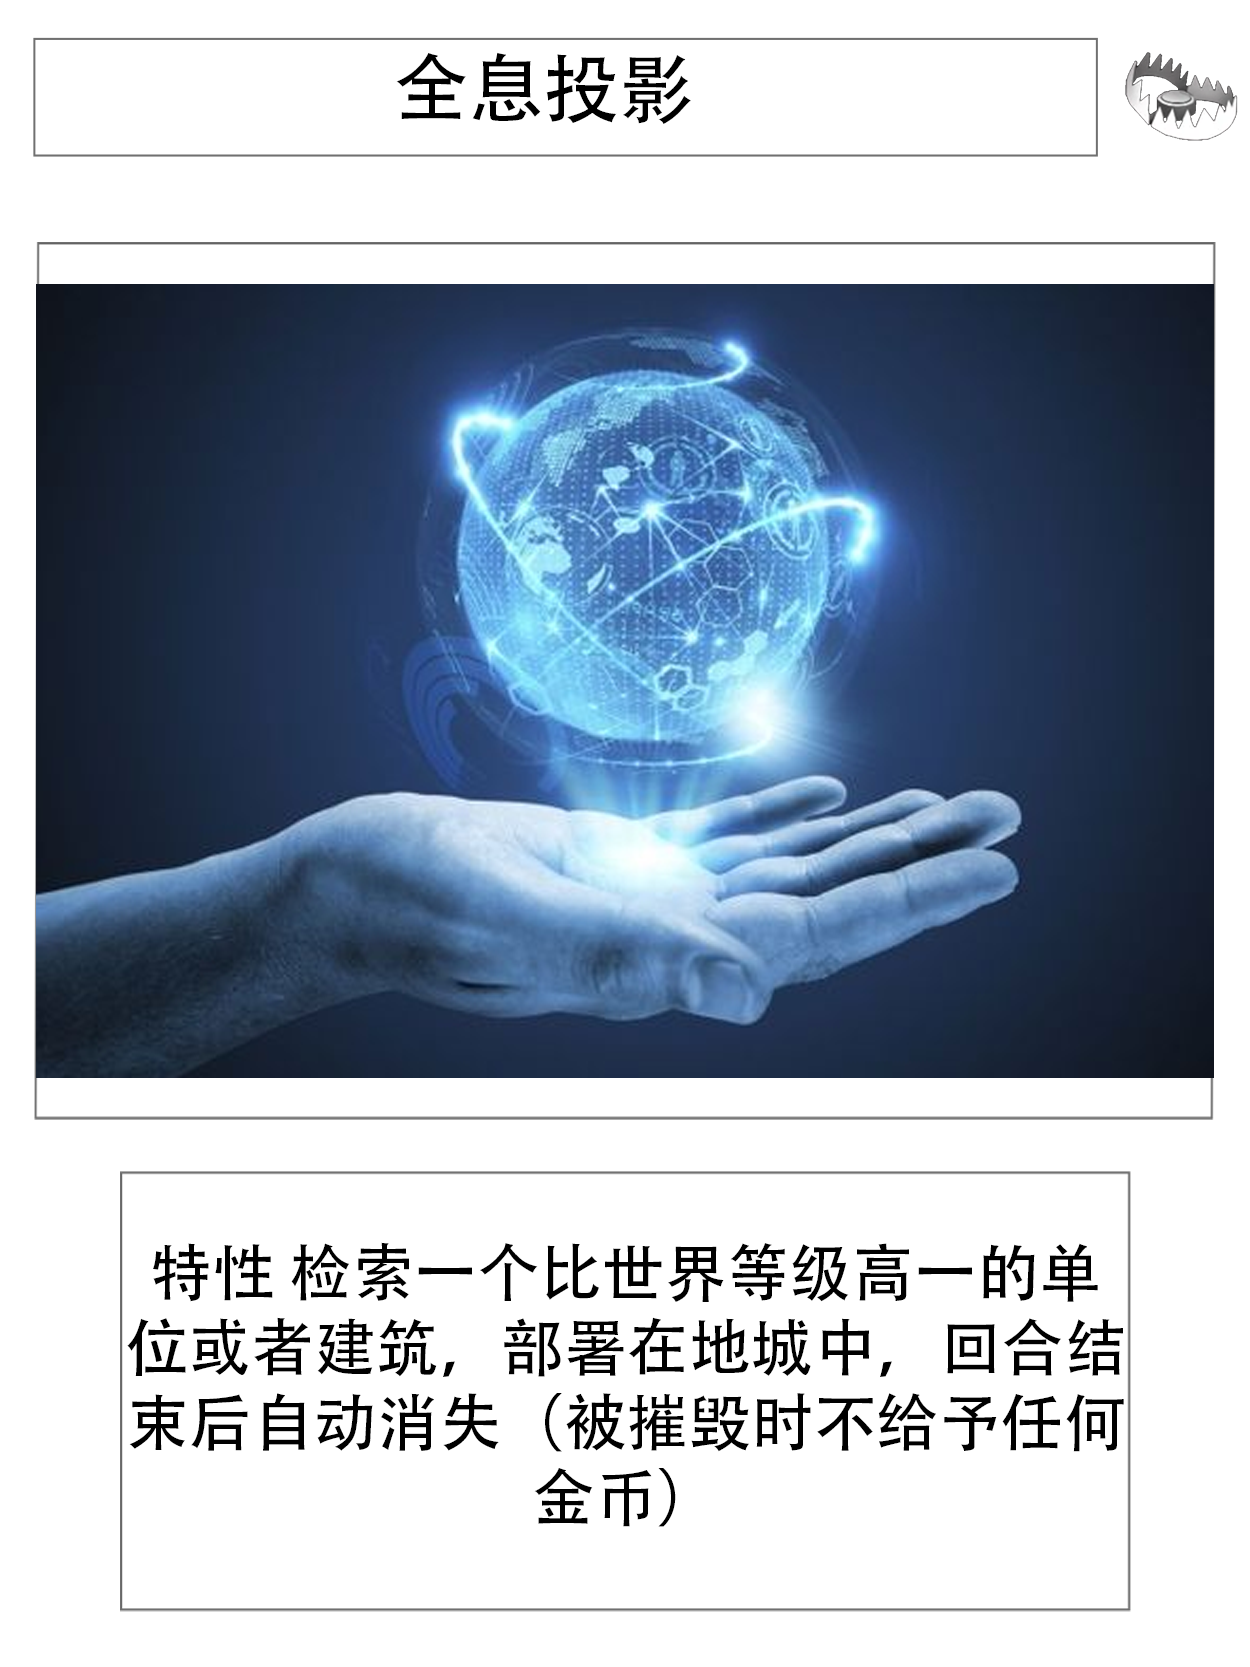 全息投影
特性 检索一个比世界等级高一的单
位或者建筑，部署在地城中，回合结
束后自动消失（被摧毁时不给予任何
金币）